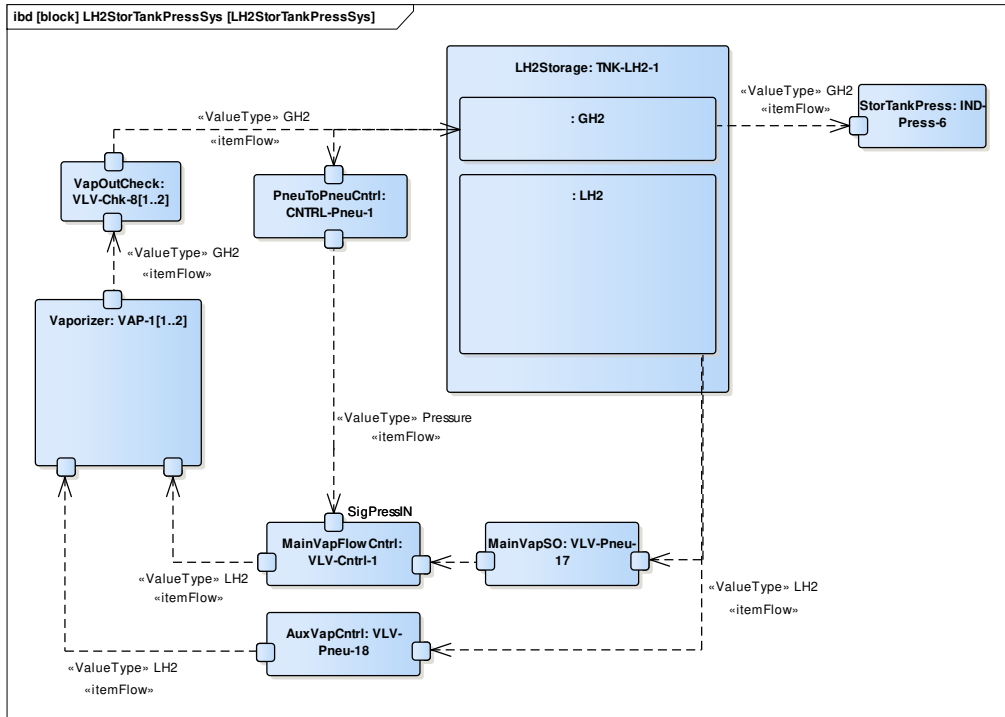 ibd [block] LH2StorTankPressSys [LH2StorTankPressSys]
LH2Storage: TNK-LH2-1
«ValueType» GH2
«itemFlow»
StorTankPress: IND-
Press-6
: GH2
«ValueType» GH2
«itemFlow»
VapOutCheck:
VLV-Chk-8[1..2]
PneuToPneuCntrl:
CNTRL-Pneu-1
: LH2
«ValueType» GH2
«itemFlow»
Vaporizer: VAP-1[1..2]
«ValueType» Pressure
«itemFlow»
SigPressIN
MainVapFlowCntrl:
VLV-Cntrl-1
MainVapSO: VLV-Pneu-
17
«ValueType» LH2
«itemFlow»
«ValueType» LH2
«itemFlow»
AuxVapCntrl: VLV-
Pneu-18
«ValueType» LH2
«itemFlow»